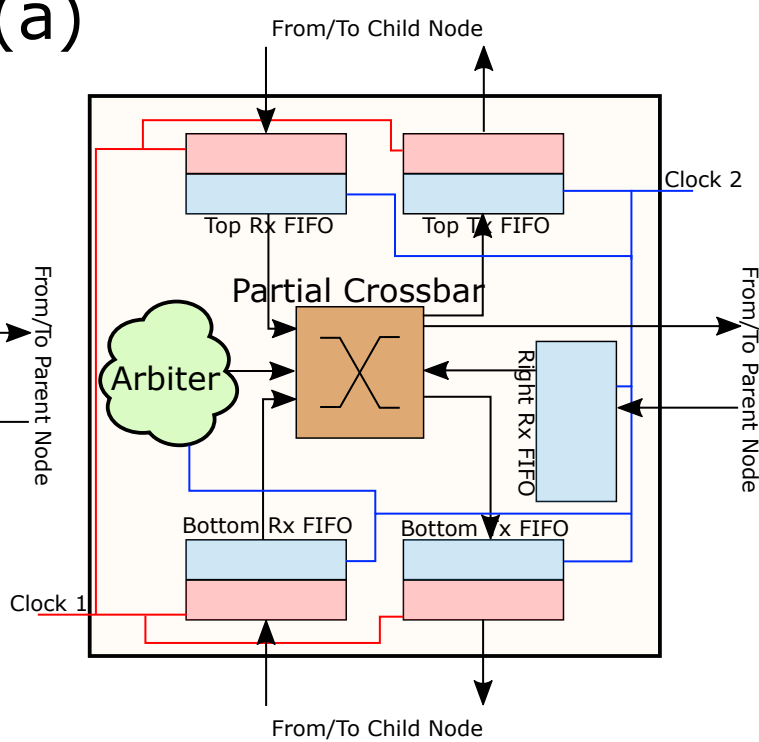 (a)
From/To Child Node
Clock 2
Top Rx FIFO
Top Tx FIFO
Partial Crossbar
From/To Parent Node
Arbiter
Right Rx FIFO
From/To Parent Node
Bottom Rx FIFO
Bottom Tx FIFO
Clock 1
From/To Child Node